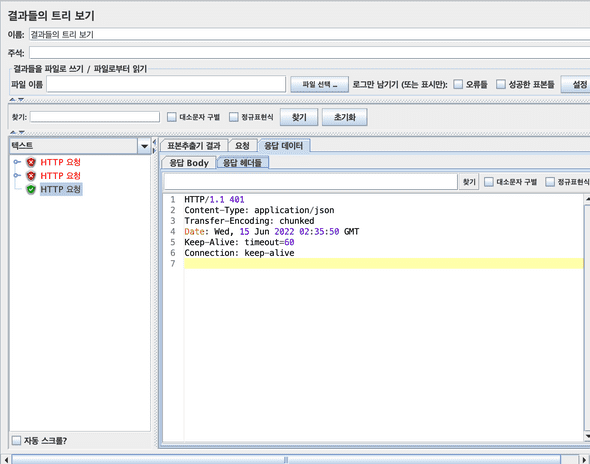 결과들의 트리 보기
이름: 결과들의 트리 보기
주석:
결과들을 파일로 쓰기 / 파일로부터 읽기
파일 이름 파일 선택 ... 로그만 남기기 (또는 표시만): 오류들 성공한 표본들 설정
찾기: 대소문자 구별 정규표현식 찾기 초기화
텍스트
HTTP 요청
HTTP 요청
HTTP 요청
표본추출기 결과 요청 응답 데이터
응답 Body 응답 헤더들
찾기 대소문자 구별 정규표현식
1 HTTP/1.1 401
2 Content-Type: application/json
3 Transfer-Encoding: chunked
4 Date: Wed, 15 Jun 2022 02:35:50 GMT
5 Keep-Alive: timeout=60
6 Connection: keep-alive
7
자동 스크롤?